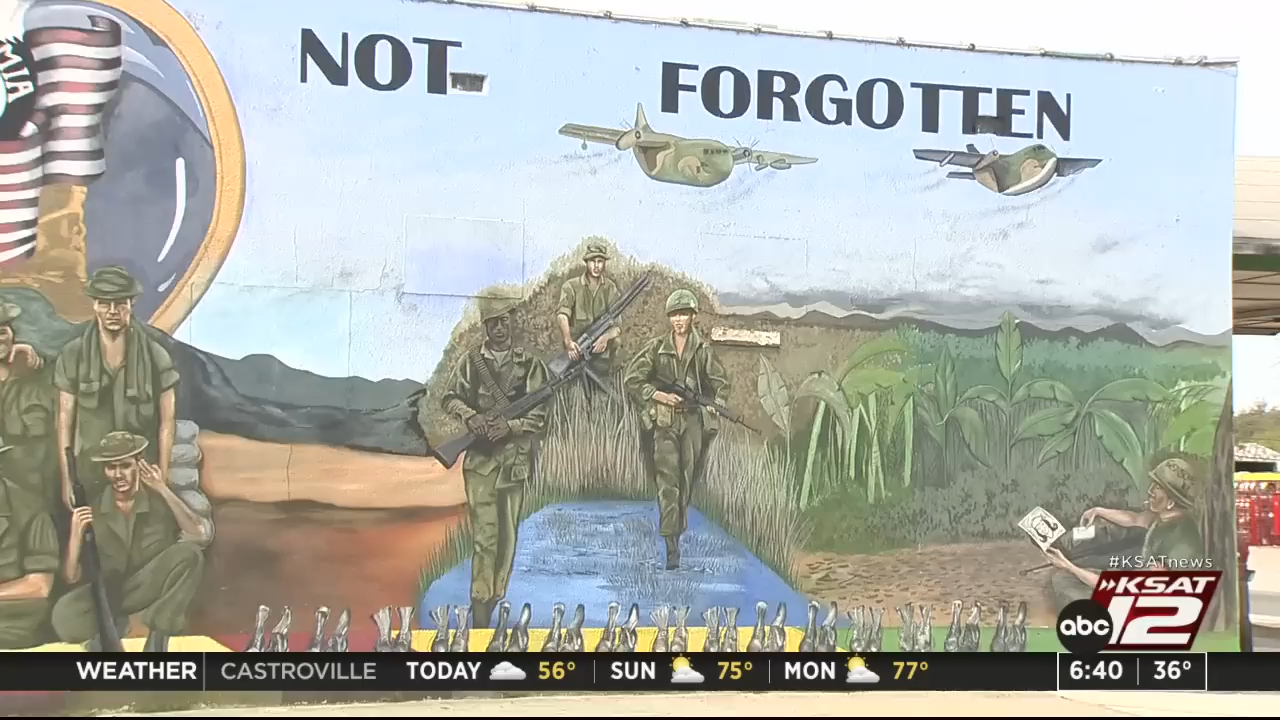 MIA
NOT FORGOTTEN
#KSATnews
KSAT
abc 12
WEATHER CASTROVILLE TODAY 56° SUN 75° MON 77° 6:40 36°